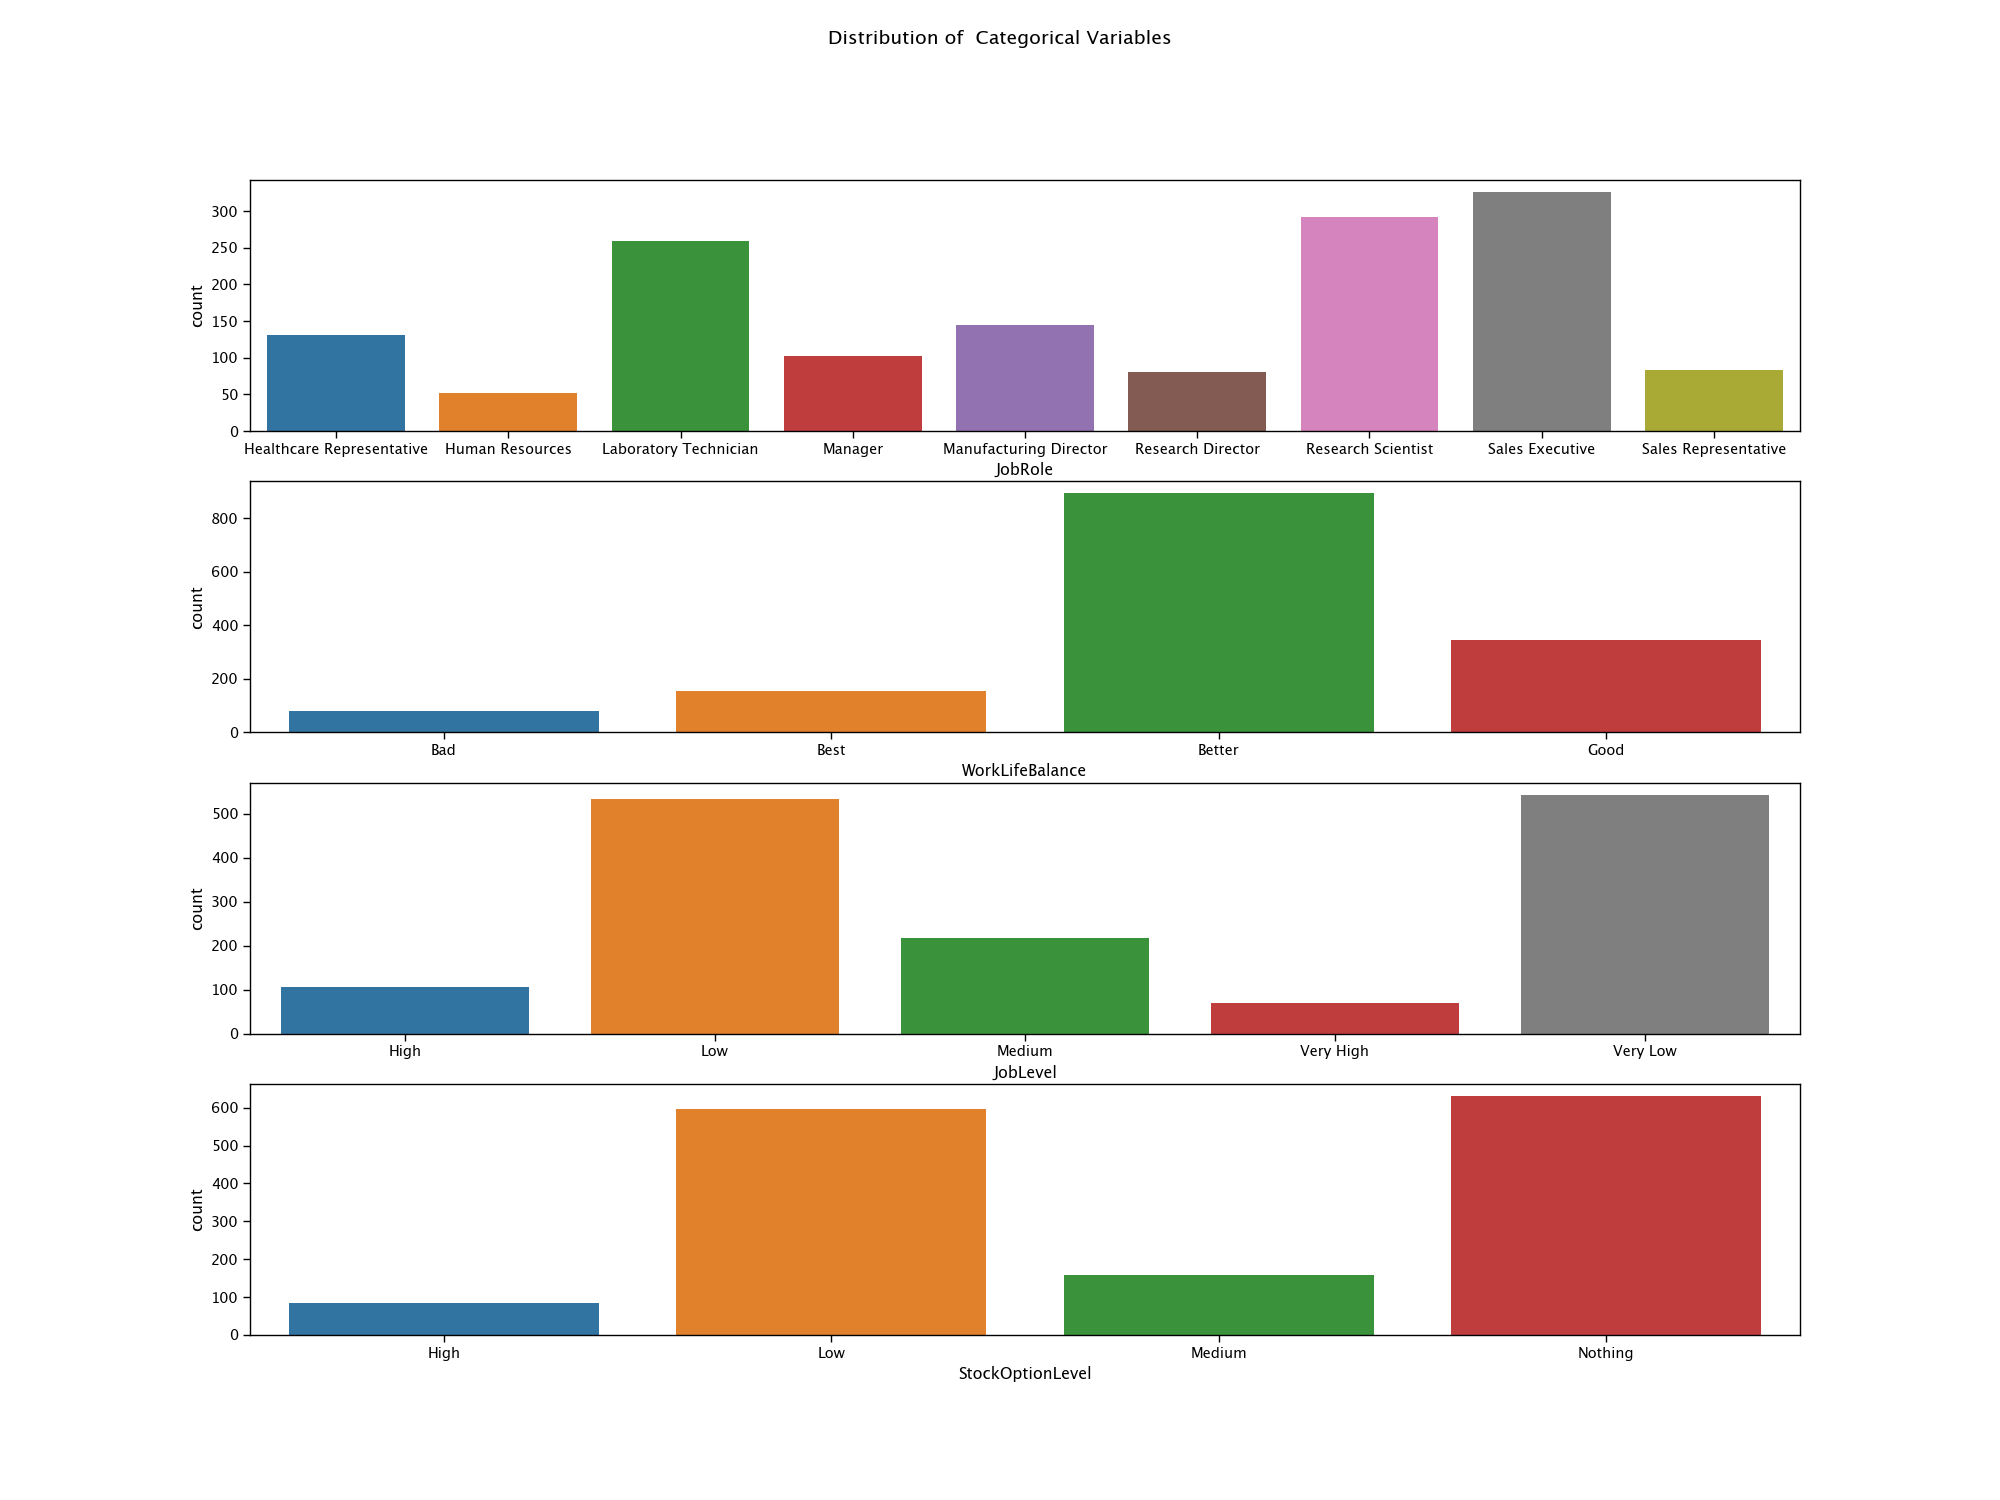 Distribution of  Categorical Variables
300
250
200
150
100
50
0
count
Healthcare Representative Human Resources Laboratory Technician Manager Manufacturing Director Research Director Research Scientist Sales Executive Sales Representative
JobRole
800
600
400
200
0
count
Bad Best Better Good
WorkLifeBalance
500
400
300
200
100
0
count
High Low Medium Very High Very Low
JobLevel
600
500
400
300
200
100
0
count
High Low Medium Nothing
StockOptionLevel